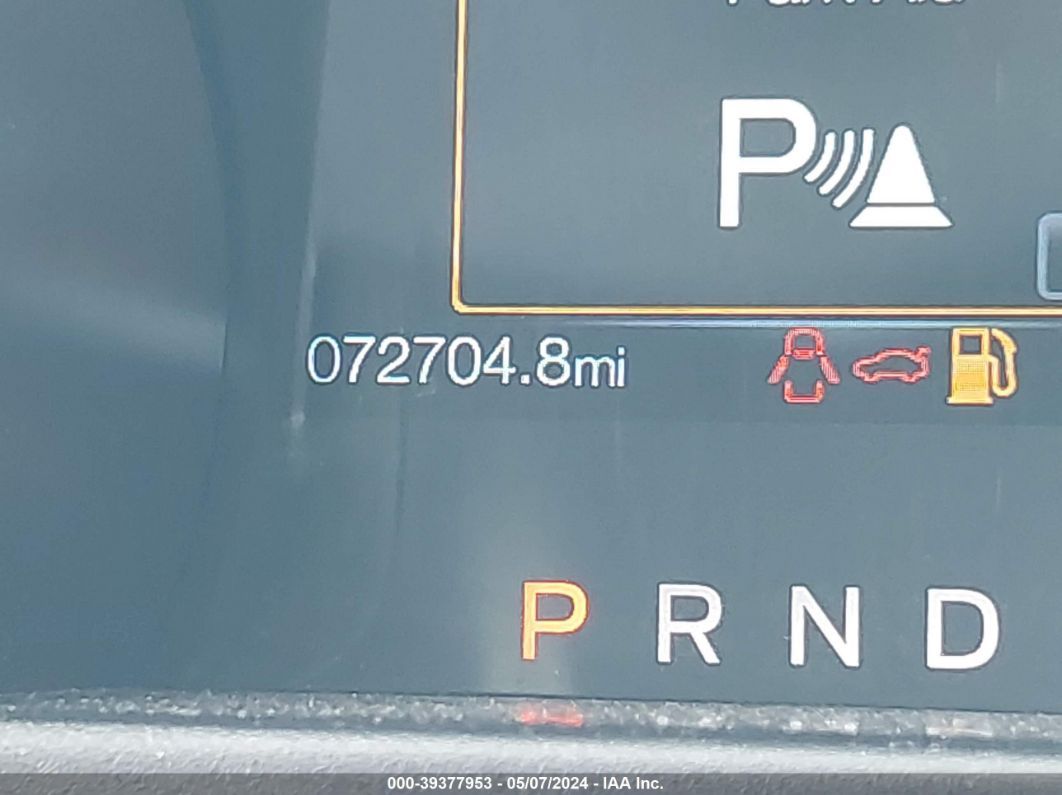 P
072704.8mi
P R N D
000-39377953 - 05/07/2024 - IAA Inc.